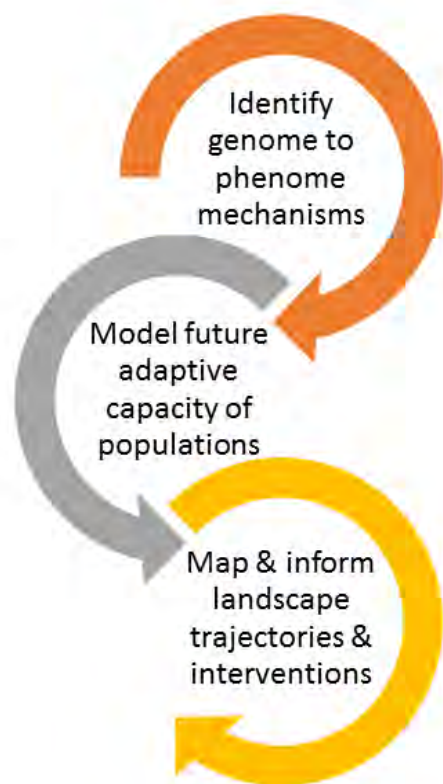 Identify
genome to
phenome
mechanisms
Model future
adaptive
capacity of
populations
Map & inform
landscape
trajectories &
interventions